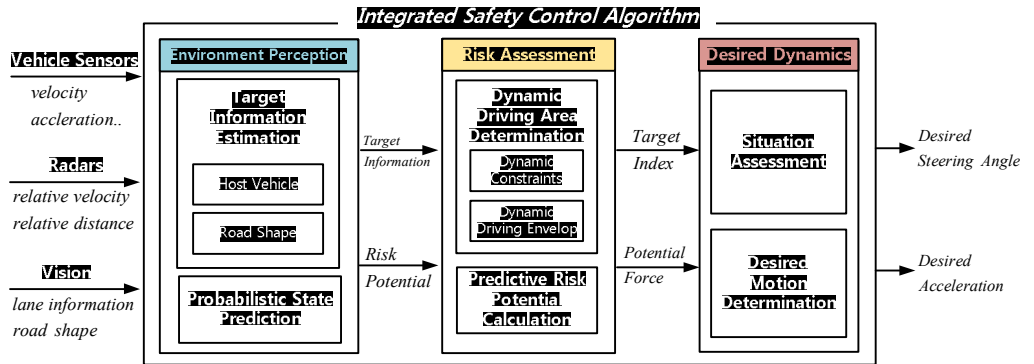 Integrated Safety Control Algorithm
Vehicle Sensors
velocity
accleration..
Radars
relative velocity
relative distance
Vision
lane information
road shape
Environment Perception
Target
Information
Estimation
Host Vehicle
Road Shape
Probabilistic State
Prediction
Target
Information
Risk
Potential
Risk Assessment
Dynamic
Driving Area
Determination
Dynamic
Constraints
Dynamic
Driving Envelop
Predictive Risk
Potential
Calculation
Target
Index
Potential
Force
Desired Dynamics
Situation
Assessment
Desired
Motion
Determination
Desired
Steering Angle
Desired
Acceleration